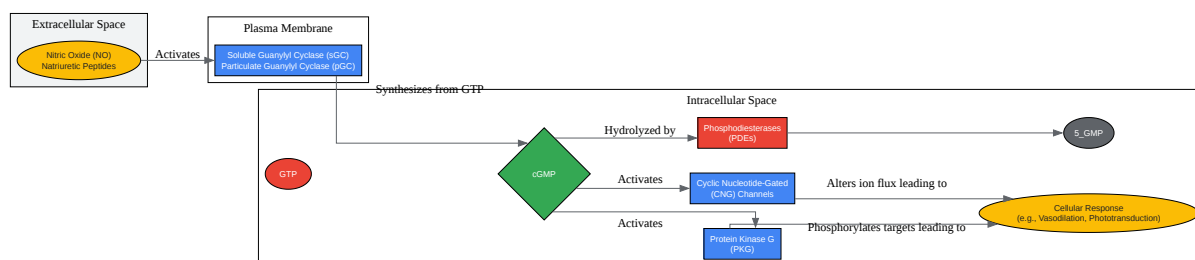 Extracellular Space
Nitric Oxide (NO)
Natriuretic Peptides
Activates
Plasma Membrane
Soluble Guanylyl Cyclase (sGC)
Particulate Guanylyl Cyclase (pGC)
Synthesizes from GTP
Intracellular Space
GTP
cGMP
Hydrolyzed by
Phosphodiesterases
(PDEs)
5_GMP
Activates
Cyclic Nucleotide-Gated
(CNG) Channels
Alters ion flux leading to
Cellular Response
(e.g., Vasodilation, Phototransduction)
Activates
Protein Kinase G
(PKG)
Phosphorylates targets leading to